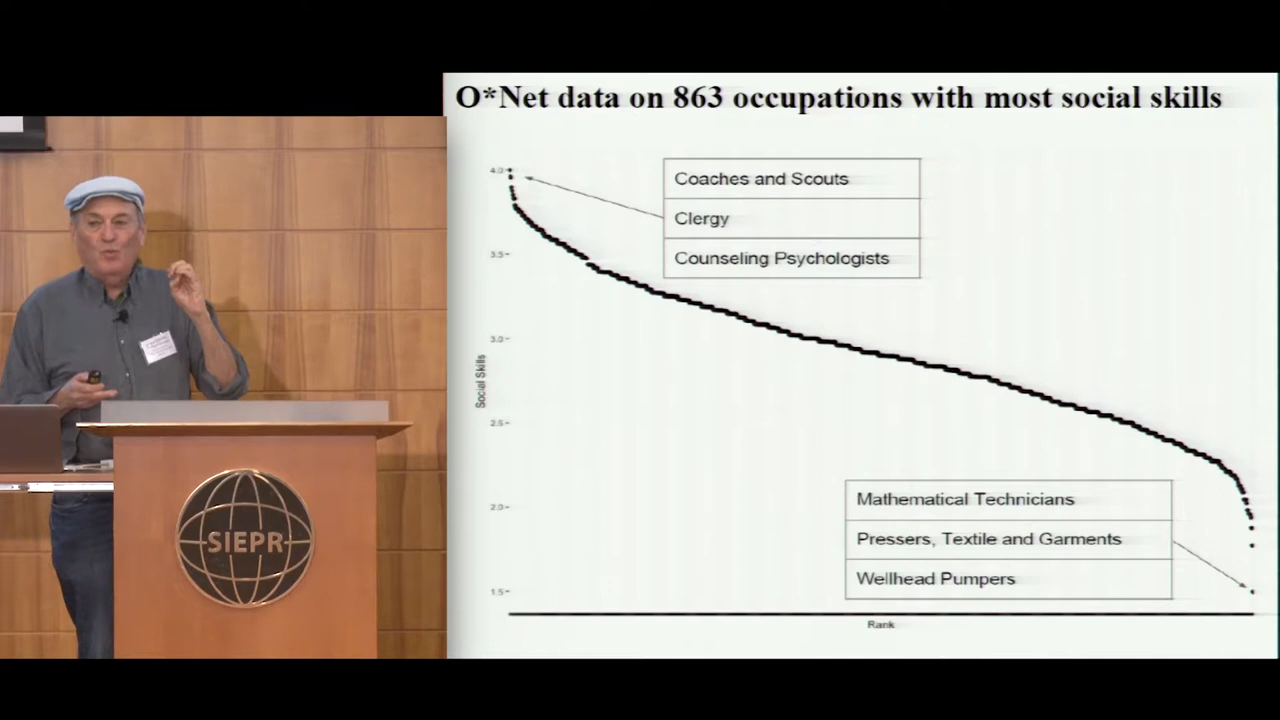 O*Net data on 863 occupations with most social skills
4.0
Coaches and Scouts
Clergy
3.5
Counseling Psychologists
3.0
Social Skills
2.5
Mathematical Technicians
2.0
Pressers, Textile and Garments
Wellhead Pumpers
1.5
Rank
SIEPR